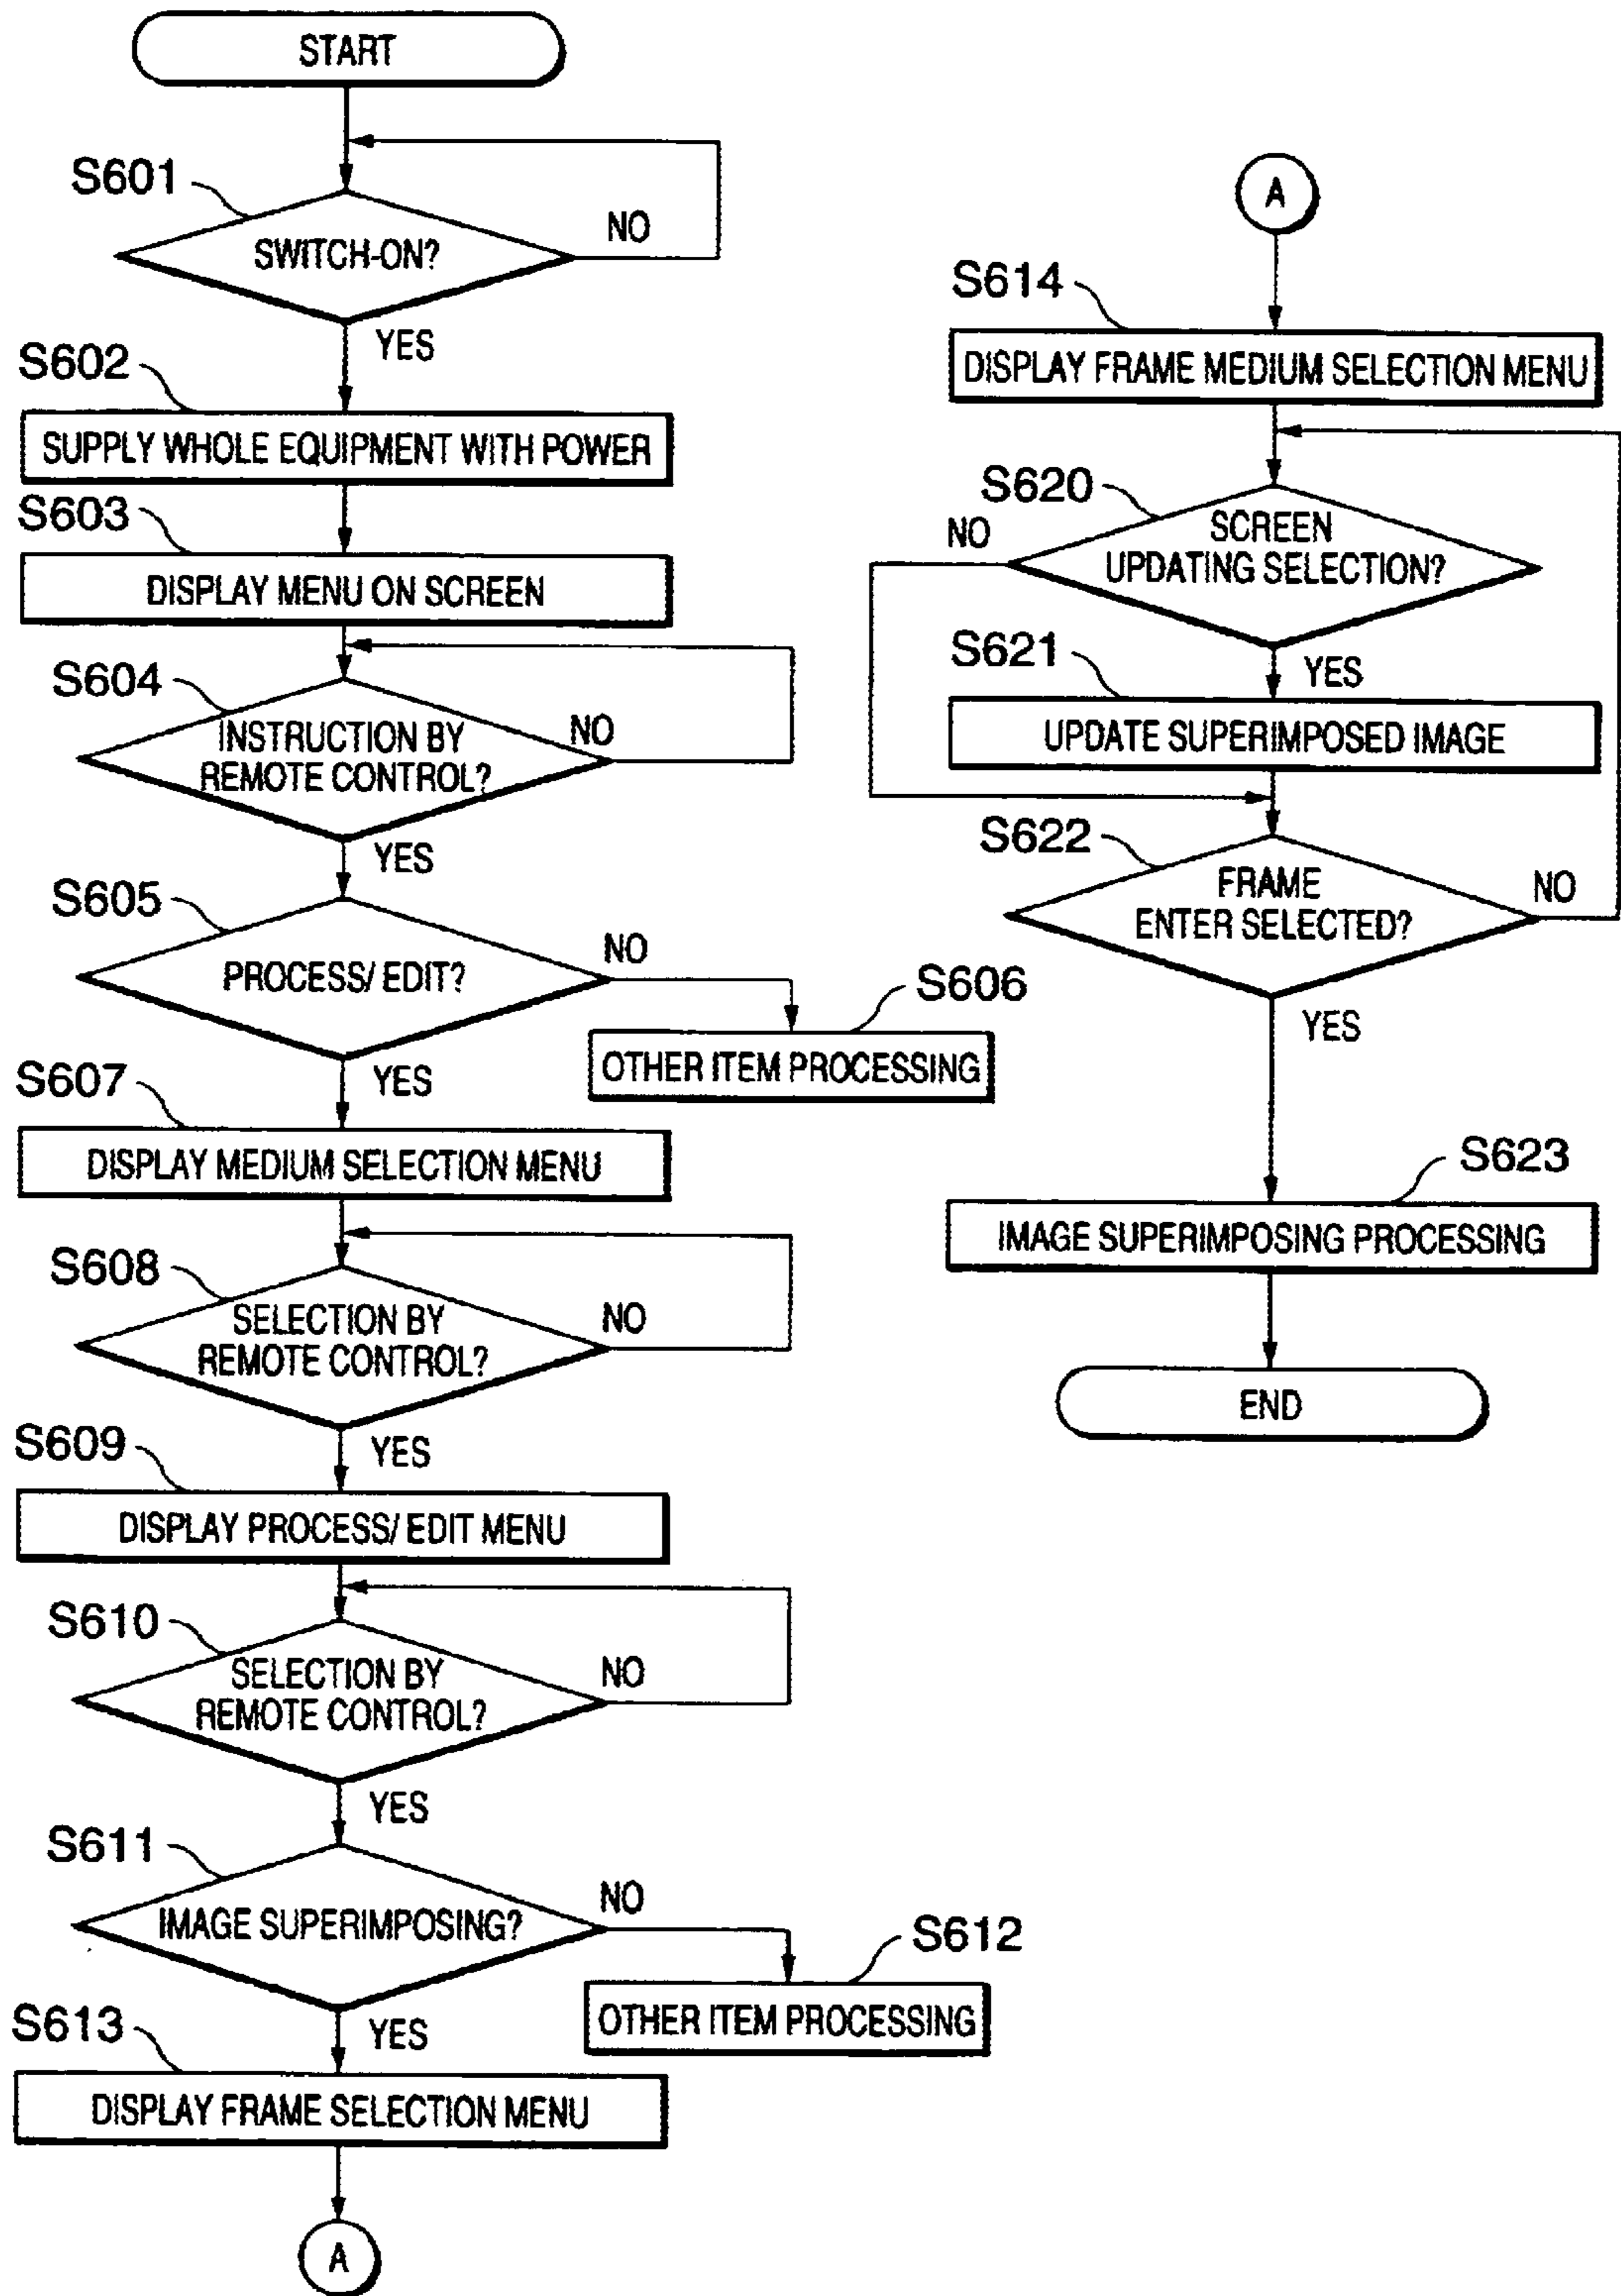 START
S601
SWITCH-ON?
NO
YES
S602
SUPPLY WHOLE EQUIPMENT WITH POWER
S603
DISPLAY MENU ON SCREEN
S604
INSTRUCTION BY
REMOTE CONTROL?
NO
YES
S605
PROCESS/ EDIT?
NO
S606
OTHER ITEM PROCESSING
YES
S607
DISPLAY MEDIUM SELECTION MENU
S608
SELECTION BY
REMOTE CONTROL?
NO
YES
S609
DISPLAY PROCESS/ EDIT MENU
S610
SELECTION BY
REMOTE CONTROL?
NO
YES
S611
IMAGE SUPERIMPOSING?
NO
S612
OTHER ITEM PROCESSING
YES
S613
DISPLAY FRAME SELECTION MENU
A
A
S614
DISPLAY FRAME MEDIUM SELECTION MENU
S620
SCREEN
UPDATING SELECTION?
NO
YES
S621
UPDATE SUPERIMPOSED IMAGE
S622
FRAME
ENTER SELECTED?
NO
YES
S623
IMAGE SUPERIMPOSING PROCESSING
END